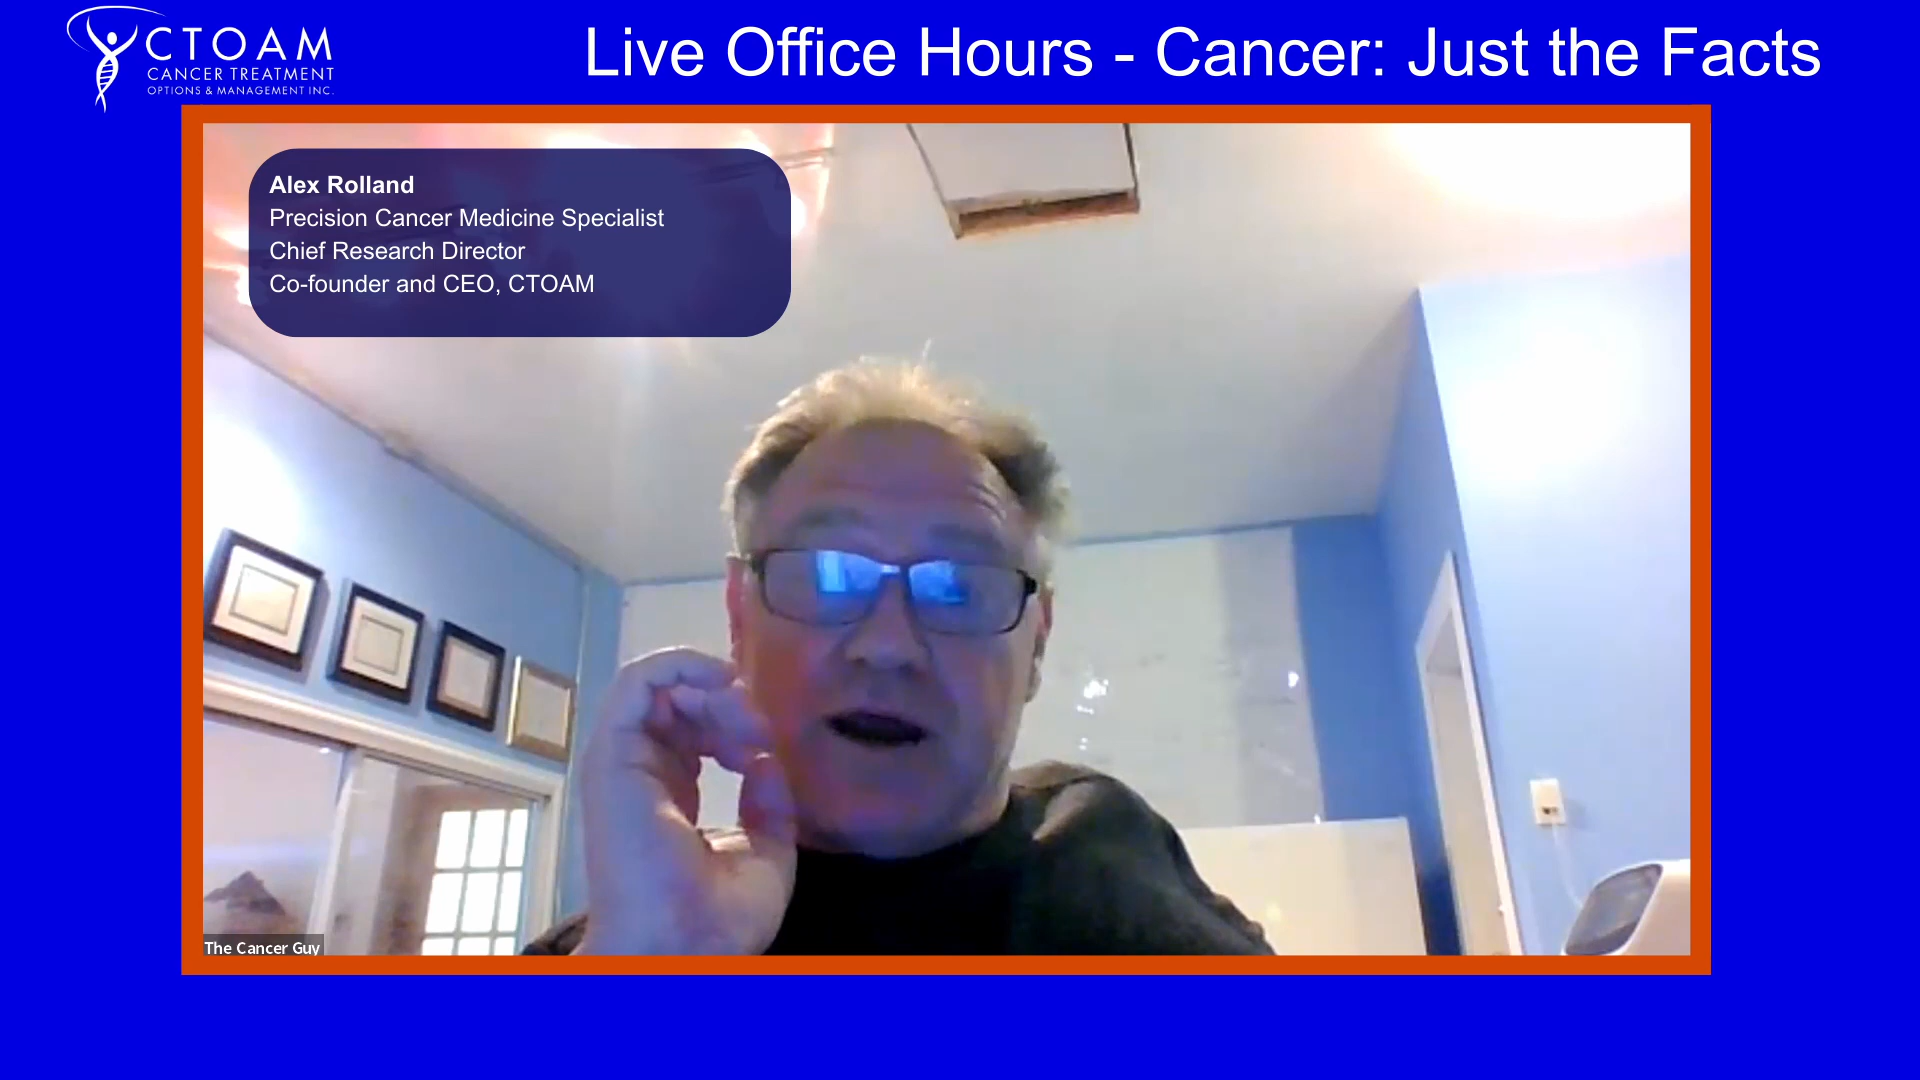 CTOAM
CANCER TREATMENT
OPTIONS & MANAGEMENT INC.
Live Office Hours - Cancer: Just the Facts
Alex Rolland
Precision Cancer Medicine Specialist
Chief Research Director
Co-founder and CEO, CTOAM
The Cancer Guy